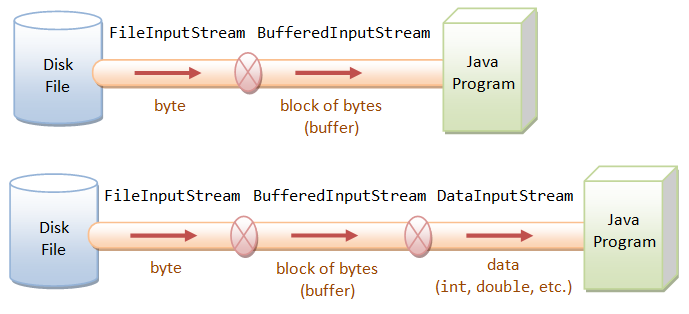 FileInputStream BufferedInputStream
Disk
File
Java
Program
byte
block of bytes
(buffer)
FileInputStream BufferedInputStream DataInputStream
Disk
File
Java
Program
byte
block of bytes
(buffer)
data
(int, double, etc.)